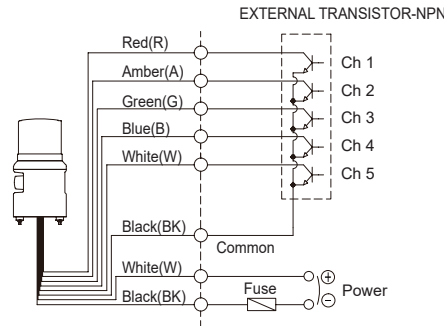 EXTERNAL TRANSISTOR-NPN
Red(R)
Ch 1
Amber(A)
Ch 2
Green(G)
Ch 3
Blue(B)
Ch 4
White(W)
Ch 5
Black(BK)
Common
White(W)
+
Power
Black(BK)
Fuse
−